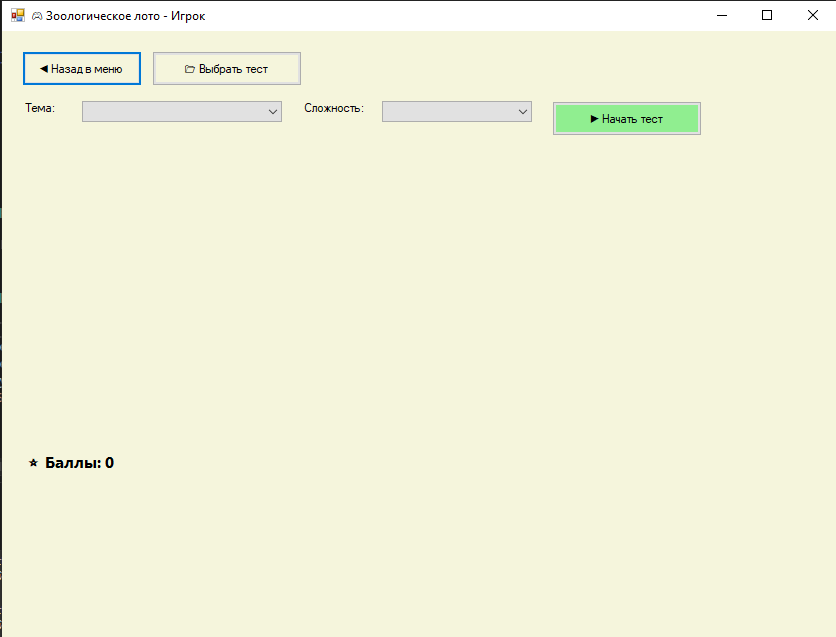 🎮 Зоологическое лото - Игрок
◄ Назад в меню
📂 Выбрать тест
Тема:
Сложность:
► Начать тест
⭐ Баллы: 0